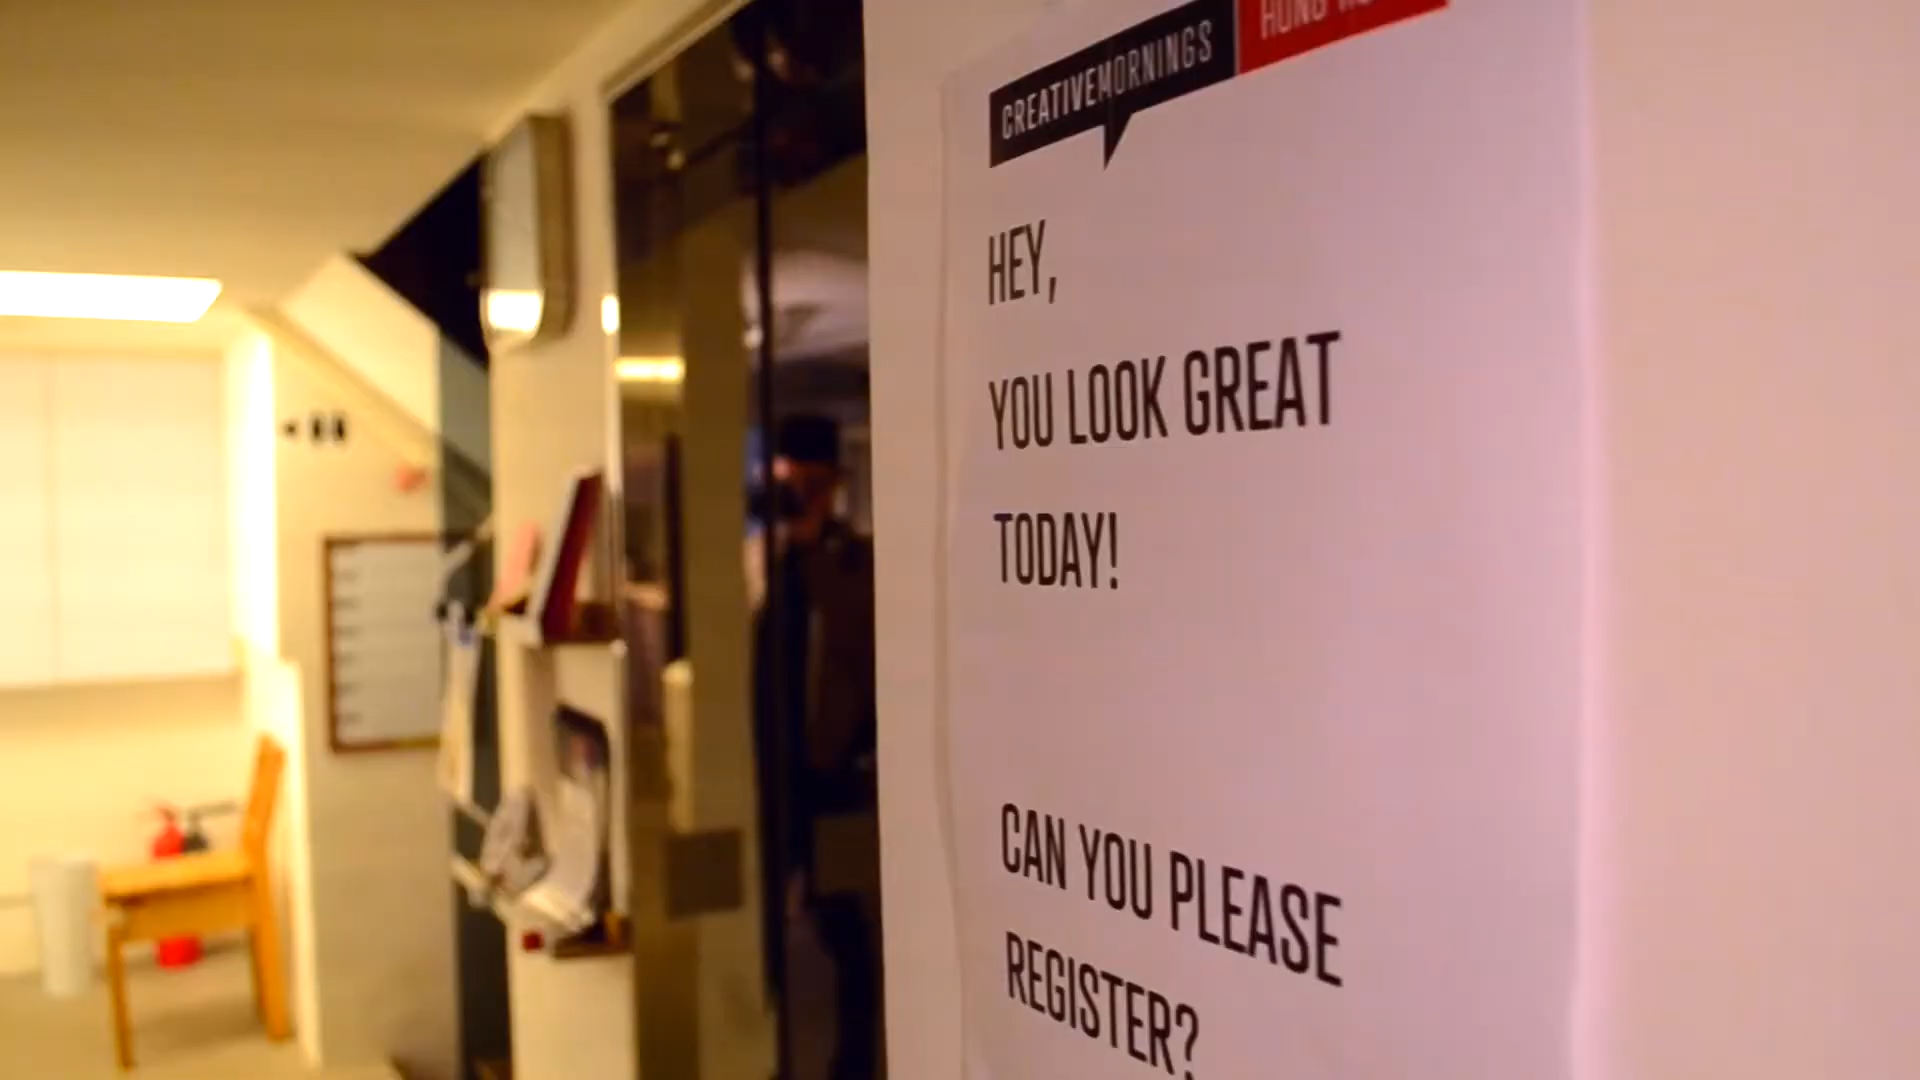 CREATIVEMORNINGS
HEY,
YOU LOOK GREAT
TODAY!
CAN YOU PLEASE
REGISTER?